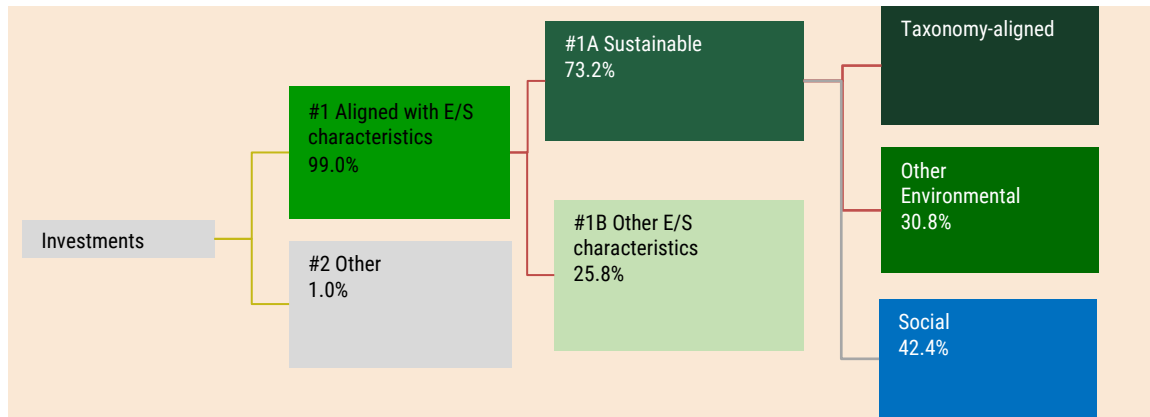 Investments
#1 Aligned with E/S
characteristics
99.0%
#2 Other
1.0%
#1A Sustainable
73.2%
#1B Other E/S
characteristics
25.8%
Taxonomy-aligned
Other
Environmental
30.8%
Social
42.4%